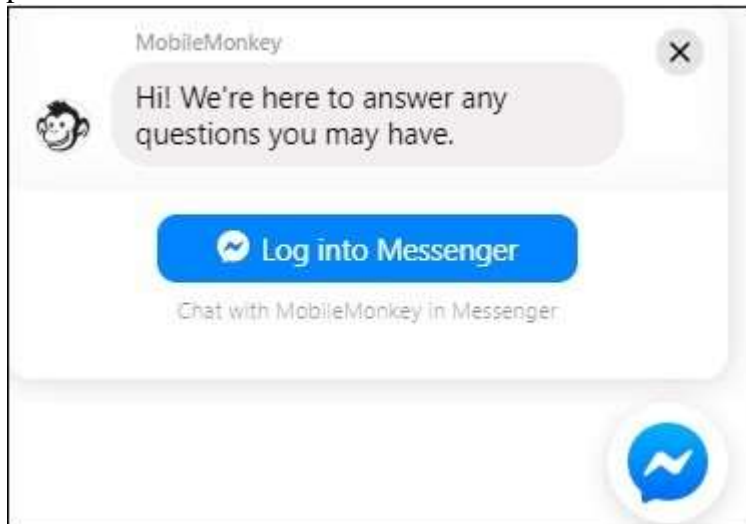 MobileMonkey
Hi! We're here to answer any
questions you may have.
Log into Messenger
Chat with MobileMonkey in Messenger